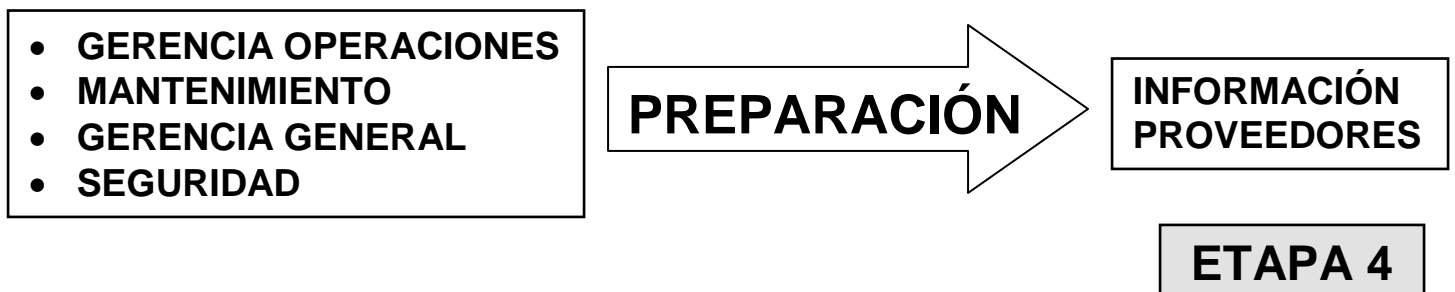 • GERENCIA OPERACIONES
• MANTENIMIENTO
• GERENCIA GENERAL
• SEGURIDAD
PREPARACIÓN
INFORMACIÓN
PROVEEDORES
ETAPA 4